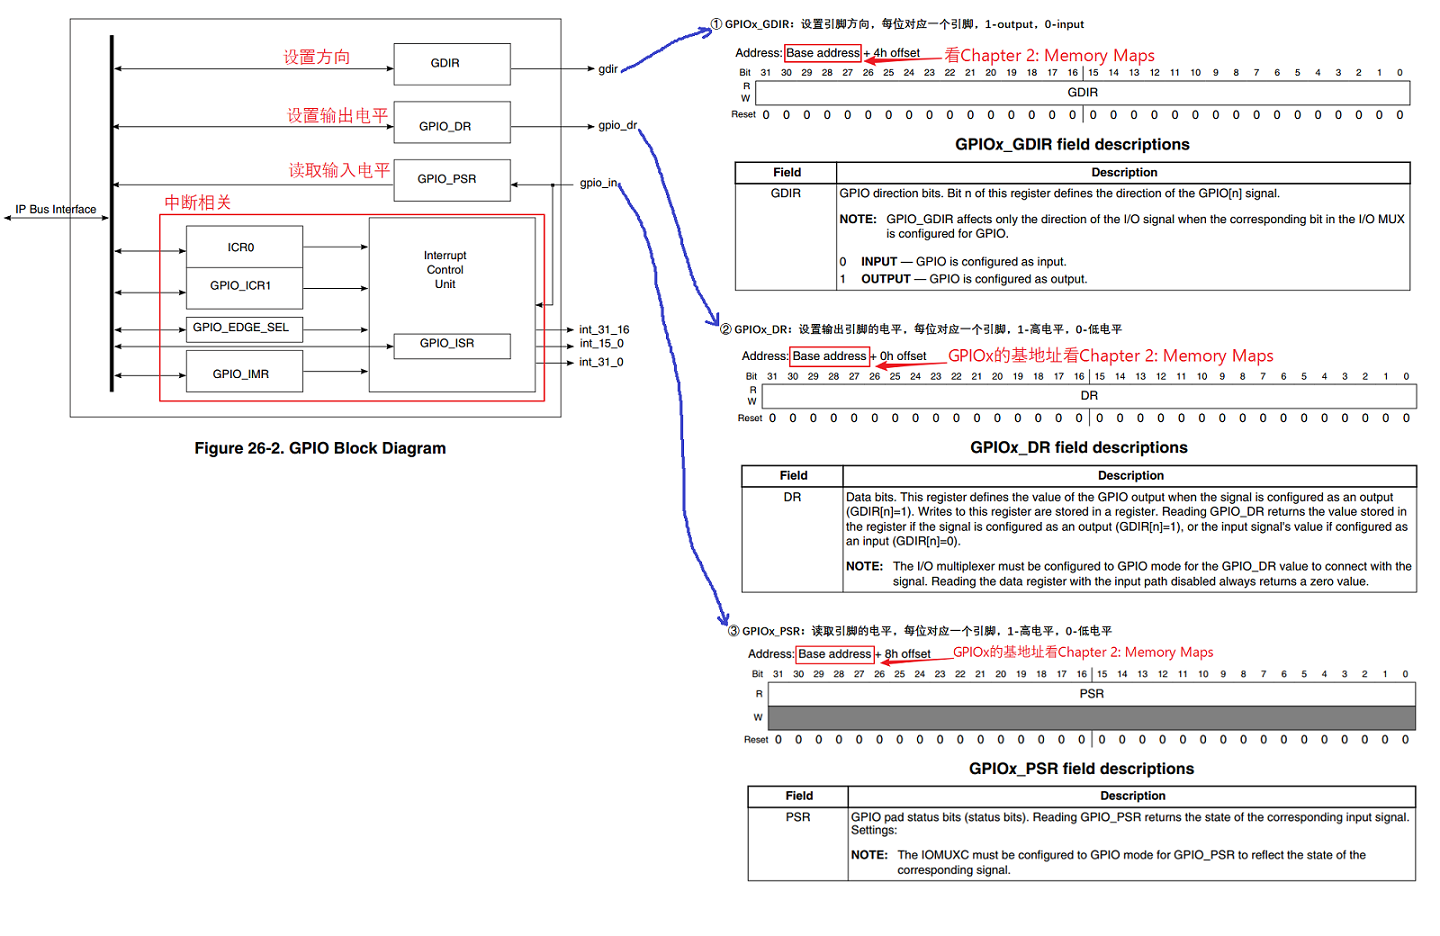 设置方向
GDIR
gdir
设置输出电平
GPIO_DR
gpio_dr
读取输入电平
GPIO_PSR
gpio_in
中断相关
IP Bus Interface
ICR0
GPIO_ICR1
GPIO_EDGE_SEL
GPIO_IMR
Interrupt
Control
Unit
GPIO_ISR
int_31_16
int_15_0
int_31_0
Figure 26-2. GPIO Block Diagram
① GPIOx_GDIR：设置引脚方向，每位对应一个引脚，1-output，0-input
Address: Base address + 4h offset 看Chapter 2: Memory Maps
Bit 31 30 29 28 27 26 25 24 23 22 21 20 19 18 17 16 15 14 13 12 11 10 9 8 7 6 5 4 3 2 1 0
R
W
GDIR
Reset 0 0 0 0 0 0 0 0 0 0 0 0 0 0 0 0 0 0 0 0 0 0 0 0 0 0 0 0 0 0 0 0
GPIOx_GDIR field descriptions
Field Description
GDIR GPIO direction bits. Bit n of this register defines the direction of the GPIO[n] signal.
NOTE: GPIO_GDIR affects only the direction of the I/O signal when the corresponding bit in the I/O MUX
is configured for GPIO.
0 INPUT — GPIO is configured as input.
1 OUTPUT — GPIO is configured as output.
② GPIOx_DR：设置输出引脚的电平，每位对应一个引脚，1-高电平，0-低电平
Address: Base address + 0h offset GPIOx的基地址看Chapter 2: Memory Maps
Bit 31 30 29 28 27 26 25 24 23 22 21 20 19 18 17 16 15 14 13 12 11 10 9 8 7 6 5 4 3 2 1 0
R
W
DR
Reset 0 0 0 0 0 0 0 0 0 0 0 0 0 0 0 0 0 0 0 0 0 0 0 0 0 0 0 0 0 0 0 0
GPIOx_DR field descriptions
Field Description
DR Data bits. This register defines the value of the GPIO output when the signal is configured as an output
(GDIR[n]=1). Writes to this register are stored in a register. Reading GPIO_DR returns the value stored in
the register if the signal is configured as an output (GDIR[n]=1), or the input signal's value if configured as
an input (GDIR[n]=0).
NOTE: The I/O multiplexer must be configured to GPIO mode for the GPIO_DR value to connect with the
signal. Reading the data register with the input path disabled always returns a zero value.
③ GPIOx_PSR：读取引脚的电平，每位对应一个引脚，1-高电平，0-低电平
Address: Base address + 8h offset GPIOx的基地址看Chapter 2: Memory Maps
Bit 31 30 29 28 27 26 25 24 23 22 21 20 19 18 17 16 15 14 13 12 11 10 9 8 7 6 5 4 3 2 1 0
R PSR
W
Reset 0 0 0 0 0 0 0 0 0 0 0 0 0 0 0 0 0 0 0 0 0 0 0 0 0 0 0 0 0 0 0 0
GPIOx_PSR field descriptions
Field Description
PSR GPIO pad status bits (status bits). Reading GPIO_PSR returns the state of the corresponding input signal.
Settings:
NOTE: The IOMUXC must be configured to GPIO mode for GPIO_PSR to reflect the state of the
corresponding signal.